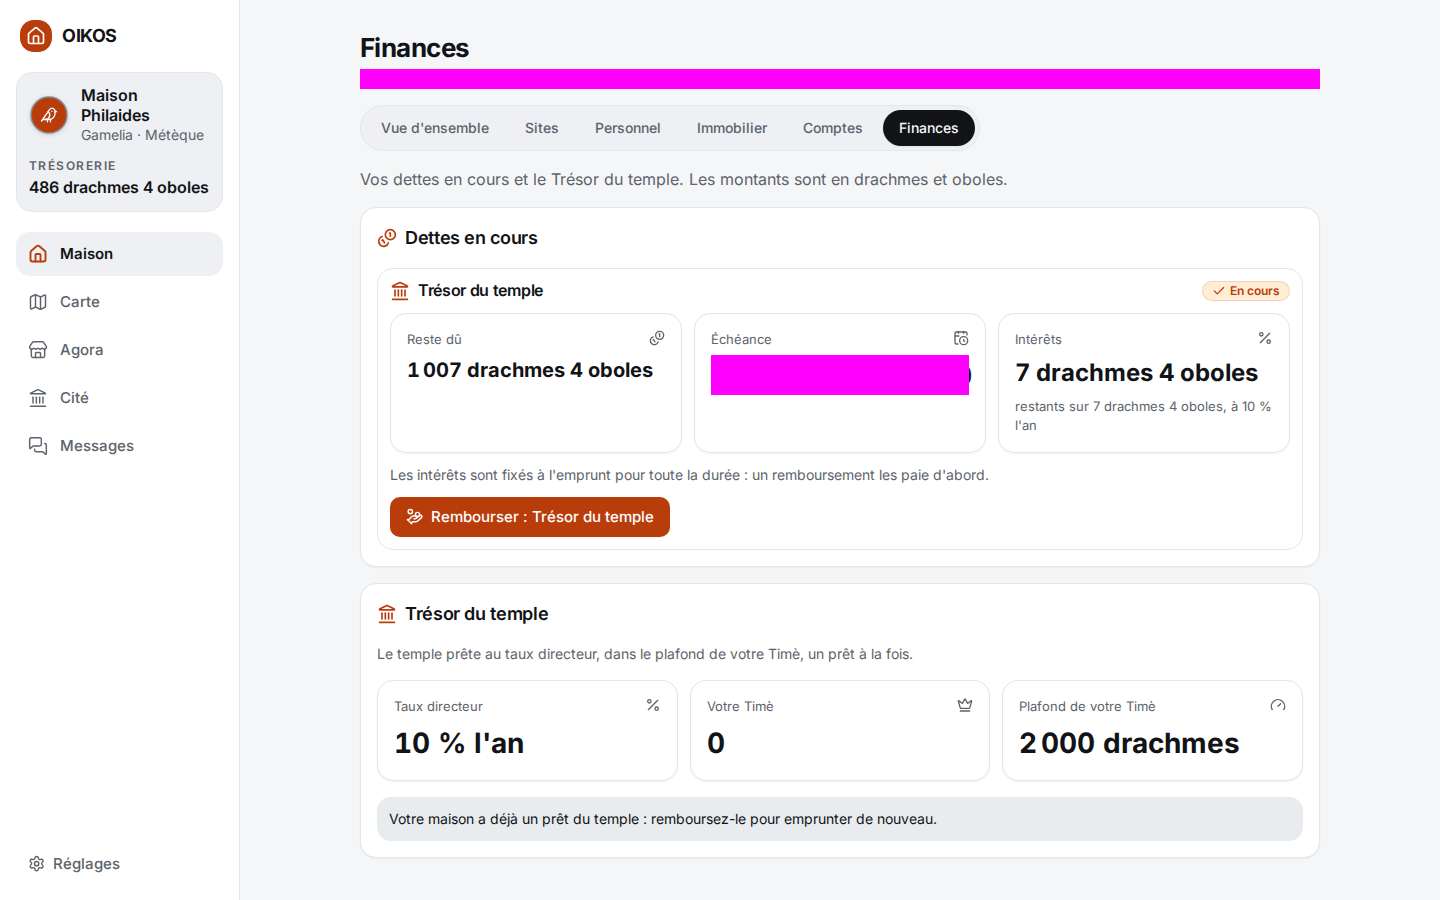 OIKOS
Maison
Philaides
Gamelia · Métèque
TRÉSORERIE
486 drachmes 4 oboles
Maison
Carte
Agora
Cité
Messages
Réglages
Finances
Vue d'ensemble
Sites
Personnel
Immobilier
Comptes
Finances
Vos dettes en cours et le Trésor du temple. Les montants sont en drachmes et oboles.
Dettes en cours
Trésor du temple
En cours
Reste dû
1 007 drachmes 4 oboles
Échéance
Intérêts
7 drachmes 4 oboles
restants sur 7 drachmes 4 oboles, à 10 %
l'an
Les intérêts sont fixés à l'emprunt pour toute la durée : un remboursement les paie d'abord.
Rembourser : Trésor du temple
Trésor du temple
Le temple prête au taux directeur, dans le plafond de votre Timè, un prêt à la fois.
Taux directeur
10 % l'an
Votre Timè
0
Plafond de votre Timè
2 000 drachmes
Votre maison a déjà un prêt du temple : remboursez-le pour emprunter de nouveau.